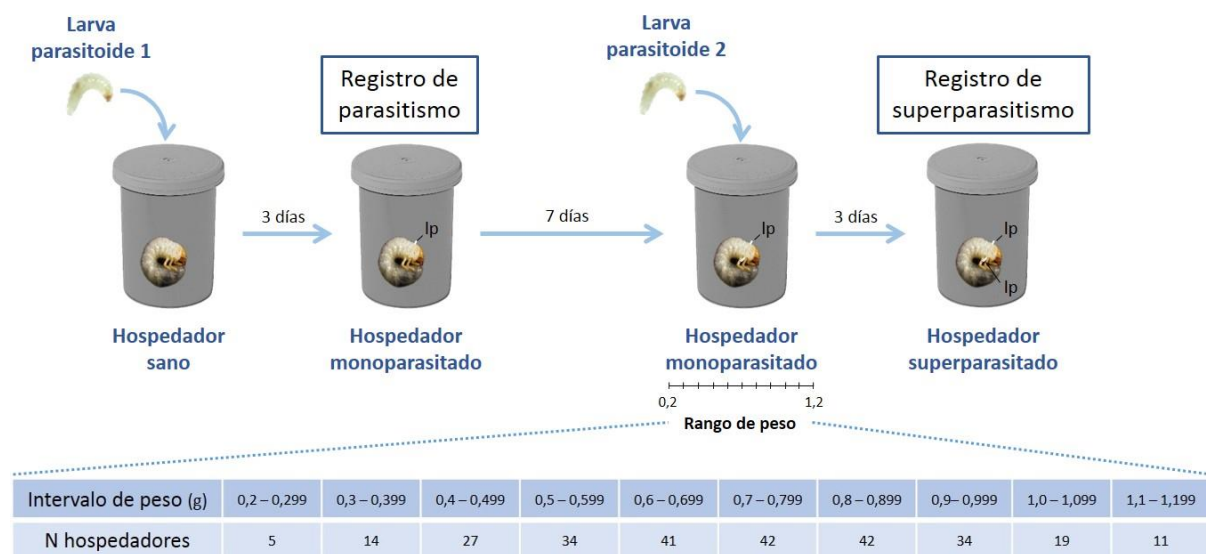 Larva
parasitoide 1
Registro de
parasitismo
Larva
parasitoide 2
Registro de
superparasitismo
3 días
7 días
3 días
lp
lp
lp
lp
Hospedador
sano
Hospedador
monoparasitado
Hospedador
monoparasitado
Hospedador
superparasitado
0,2 1,2
Rango de peso
Intervalo de peso (g) 0,2 – 0,299 0,3 – 0,399 0,4 – 0,499 0,5 – 0,599 0,6 – 0,699 0,7 – 0,799 0,8 – 0,899 0,9– 0,999 1,0 – 1,099 1,1 – 1,199
N hospedadores 5 14 27 34 41 42 42 34 19 11